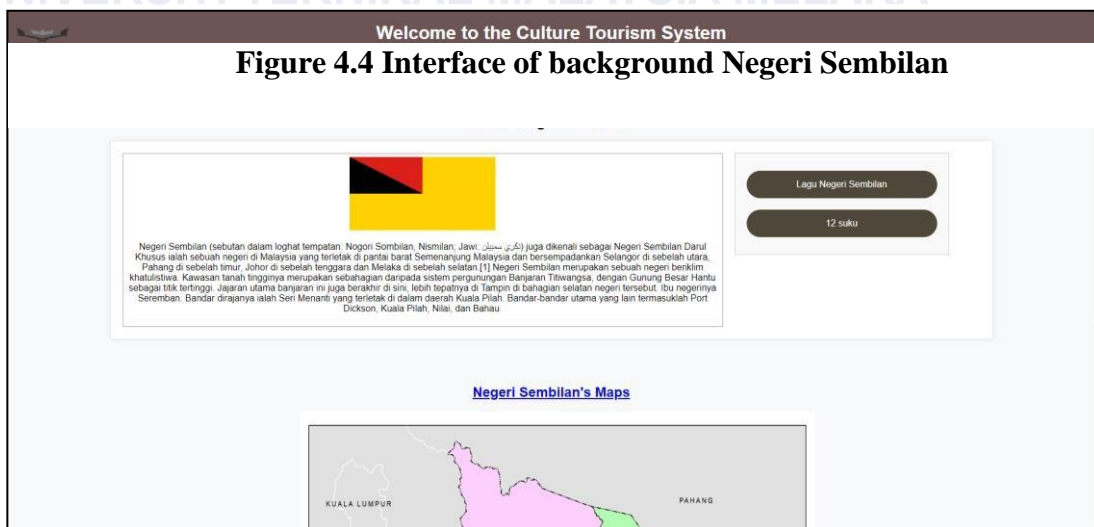 UNIVERSITI TEKNIKAL MALAYSIA MELAKA
Welcome to the Culture Tourism System
Figure 4.4 Interface of background Negeri Sembilan
Lagu Negeri Sembilan
12 suku
Negeri Sembilan (sebutan dalam loghat tempatan: Nogori Sombilan, Nismilan; Jawi: نݢري سمبيلن) juga dikenali sebagai Negeri Sembilan Darul
Khusus ialah sebuah negeri di Malaysia yang terletak di pantai barat Semenanjung Malaysia dan bersempadankan Selangor di sebelah utara,
Pahang di sebelah timur, Johor di sebelah tenggara dan Melaka di sebelah selatan.[1] Negeri Sembilan merupakan sebuah negeri beriklim
khatulistiwa. Kawasan tanah tingginya merupakan sebahagian daripada sistem pergunungan Banjaran Titiwangsa, dengan Gunung Besar Hantu
sebagai titik tertinggi. Jajaran utama banjaran ini juga berakhir di sini, lebih tepatnya di Tampin di bahagian selatan negeri tersebut. Ibu negerinya
Seremban. Bandar dirajanya ialah Seri Menanti yang terletak di dalam daerah Kuala Pilah. Bandar-bandar utama yang lain termasuklah Port
Dickson, Kuala Pilah, Nilai, dan Bahau.
Negeri Sembilan's Maps
KUALA LUMPUR
PAHANG